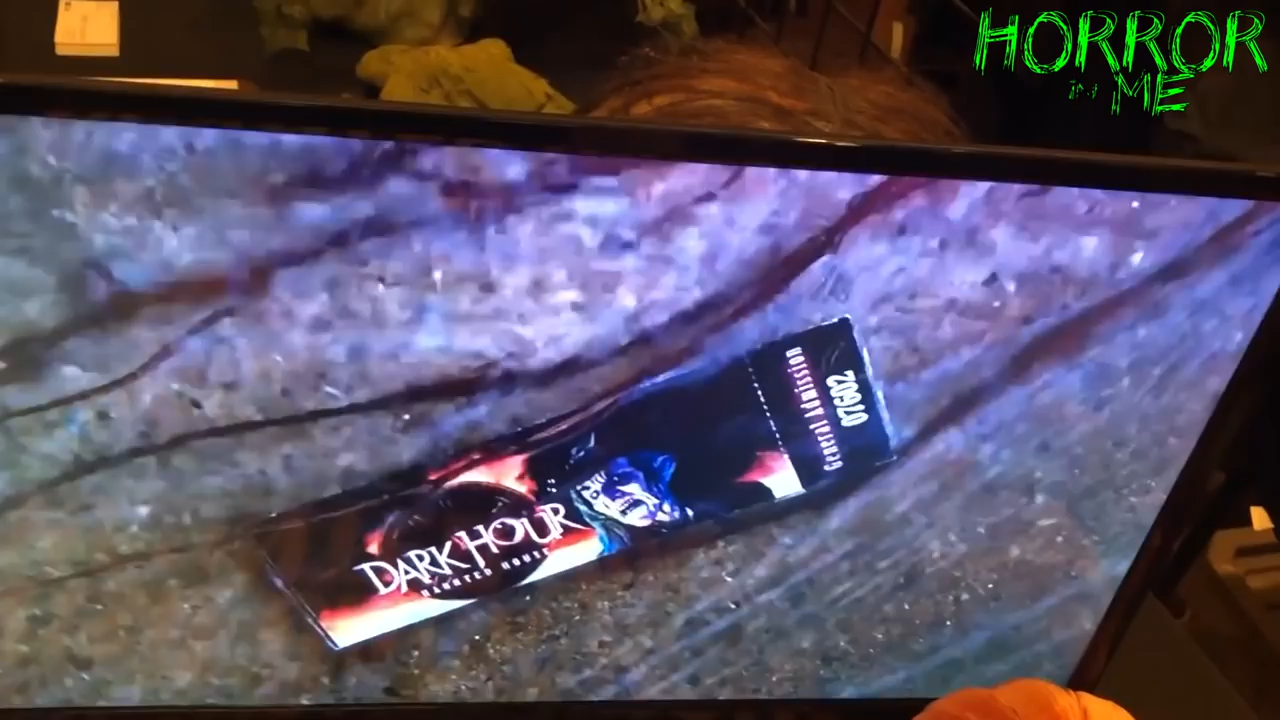 HORROR
IN ME
DARK HOUR
HAUNTED HOUSE
General Admission
07602